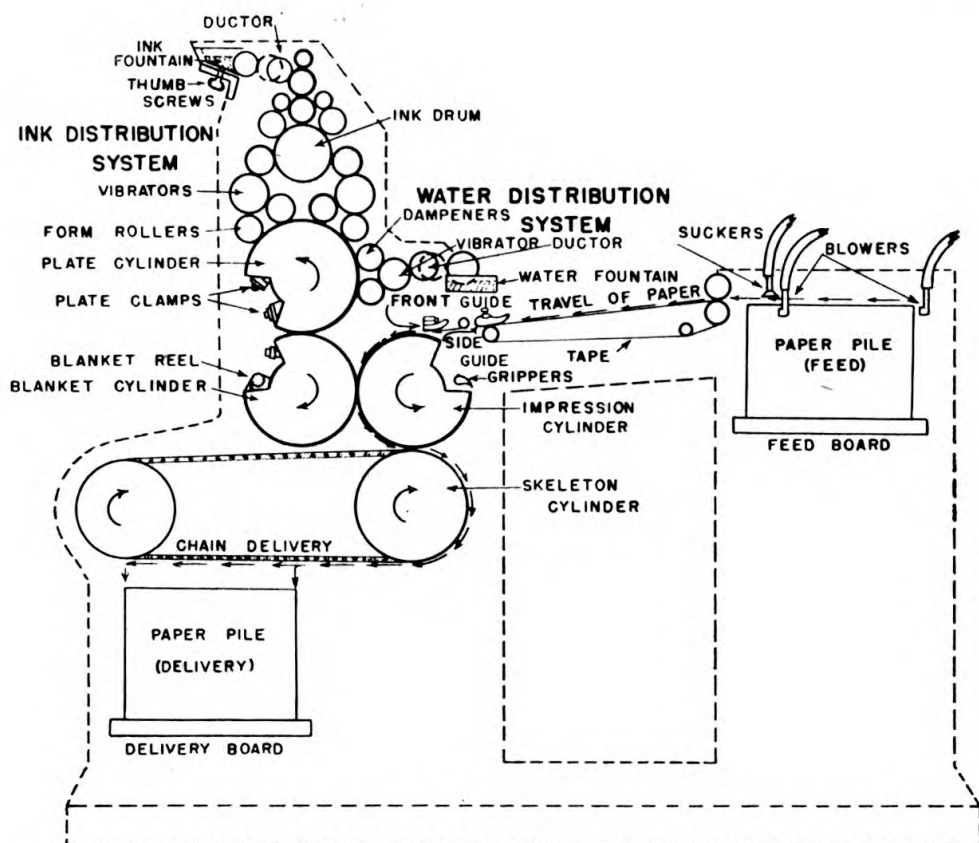 DUCTOR
INK
FOUNTAIN
THUMB
SCREWS
INK DISTRIBUTION
SYSTEM
INK DRUM
VIBRATORS
FORM ROLLERS
PLATE CYLINDER
PLATE CLAMPS
BLANKET REEL
BLANKET CYLINDER
WATER DISTRIBUTION
SYSTEM
DAMPENERS
VIBRATOR
DUCTOR
WATER FOUNTAIN
FRONT GUIDE
TRAVEL OF PAPER
SIDE
GUIDE
TAPE
GRIPPERS
SUCKERS
BLOWERS
PAPER PILE
(FEED)
FEED BOARD
IMPRESSION
CYLINDER
SKELETON
CYLINDER
CHAIN DELIVERY
PAPER PILE
(DELIVERY)
DELIVERY BOARD